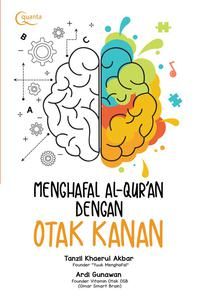 quanta
A
B
C
MENGHAFAL AL-QUR'AN
DENGAN
OTAK KANAN
Tanzil Khaerul Akbar
Founder "Yuuk Menghafal"
Ardi Gunawan
Founder Vitamin Otak OSB
(Omar Smart Brain)